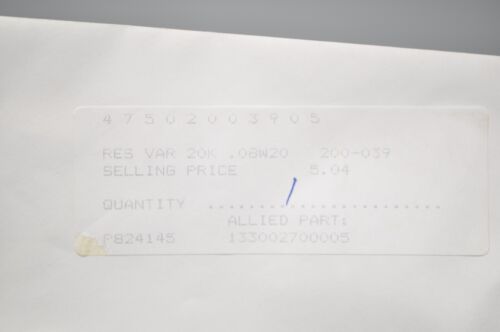 47502003905
RES VAR 20K .08W20 200-039
SELLING PRICE 5.04
QUANTITY ......../................
ALLIED PART:
P824145 133002700005